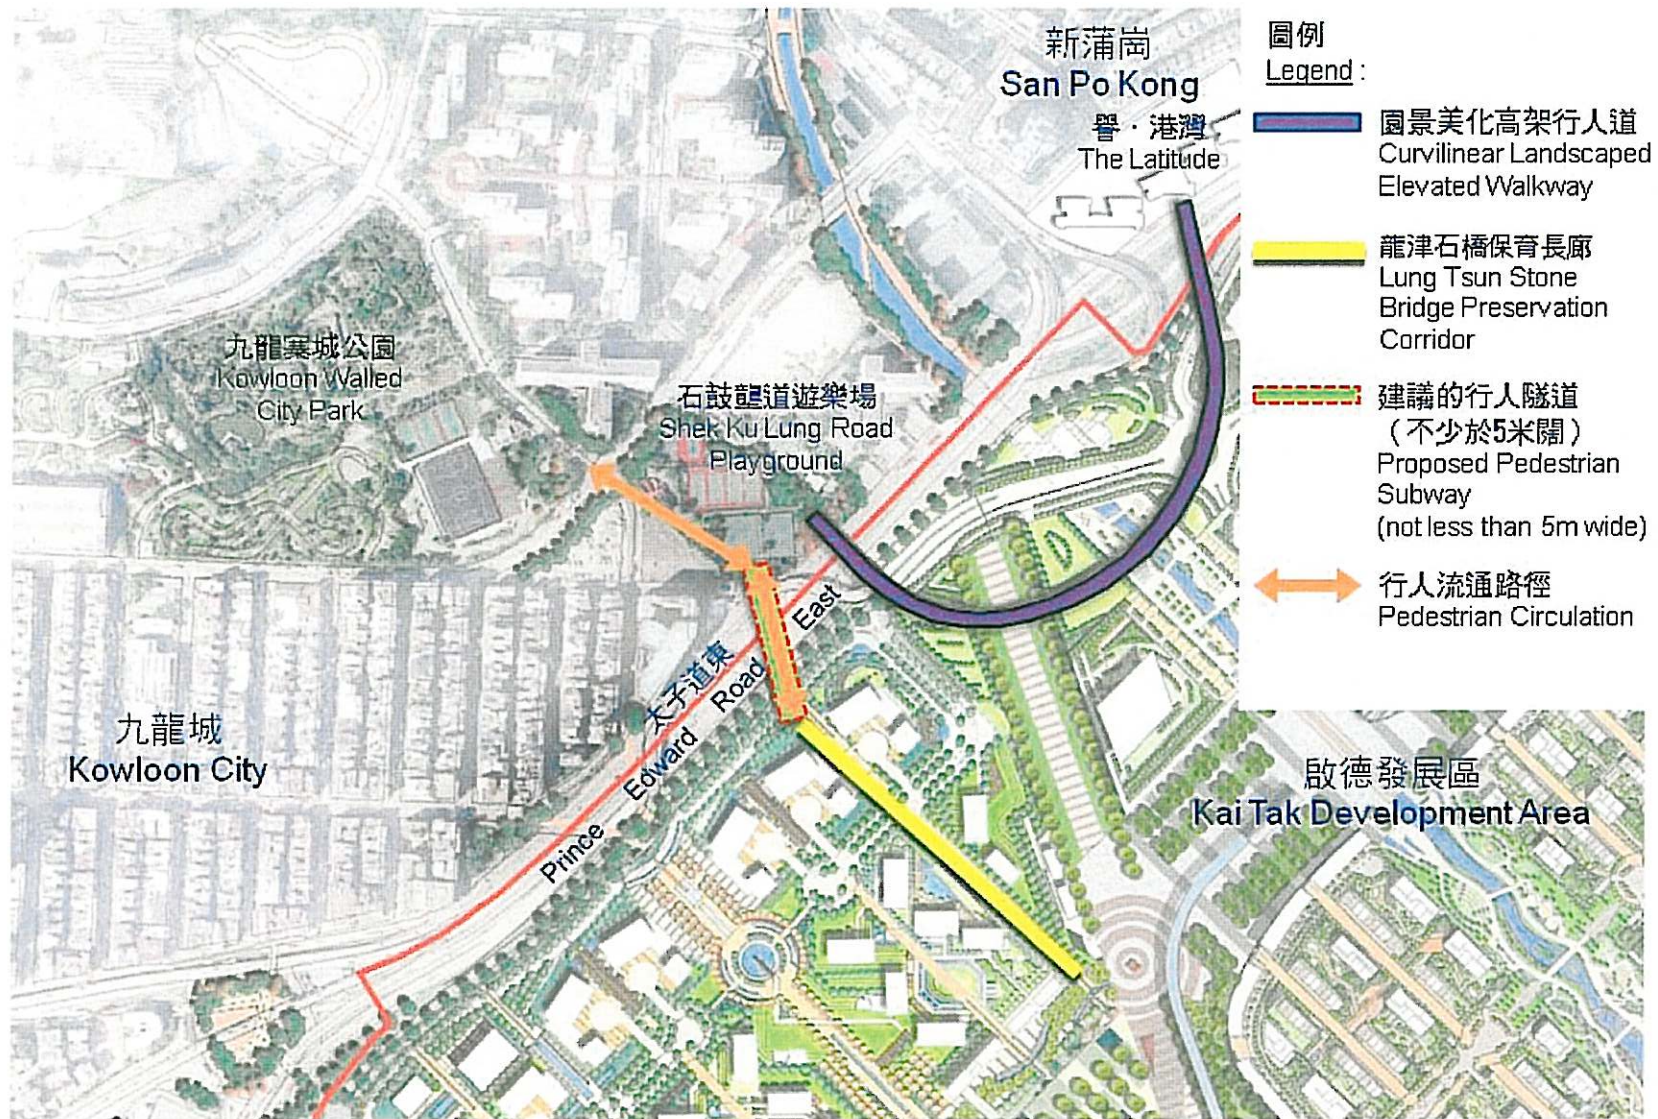 新蒲崗
San Po Kong
譽·港灣
The Latitude
九龍寨城公園
Kowloon Walled
City Park
石鼓壟道遊樂場
Shek Ku Lung Road
Playground
太子道東
Prince Edward Road East
九龍城
Kowloon City
啟德發展區
Kai Tak Development Area
圖例
Legend :
園景美化高架行人道
Curvilinear Landscaped
Elevated Walkway
龍津石橋保育長廊
Lung Tsun Stone
Bridge Preservation
Corridor
建議的行人隧道
（不少於5米闊）
Proposed Pedestrian
Subway
(not less than 5m wide)
行人流通路徑
Pedestrian Circulation